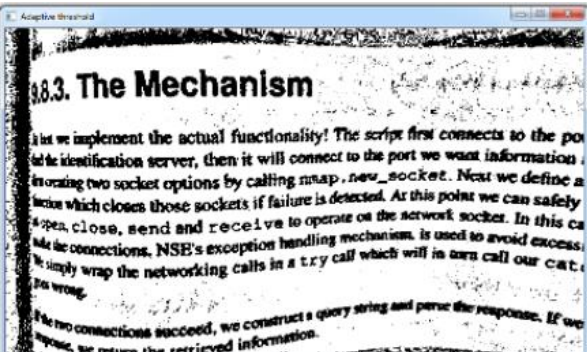 Adaptive threshold
9.8.3. The Mechanism
we implement the actual functionality! The script first connects to the po
identification server, then it will connect to the port we want information
creating two socket options by calling nmap.new_socket. Next we define a
which closes those sockets if failure is detected. At this point we can safely
open, close, send and receive to operate on the network socket. In this ca
the connections. NSE's exception handling mechanism, is used to avoid excess
simply wrap the networking calls in a try call which will in turn call our cat
wrong.
two connections succeed, we construct a query string and parse the response. If we
we return the retrieved information.